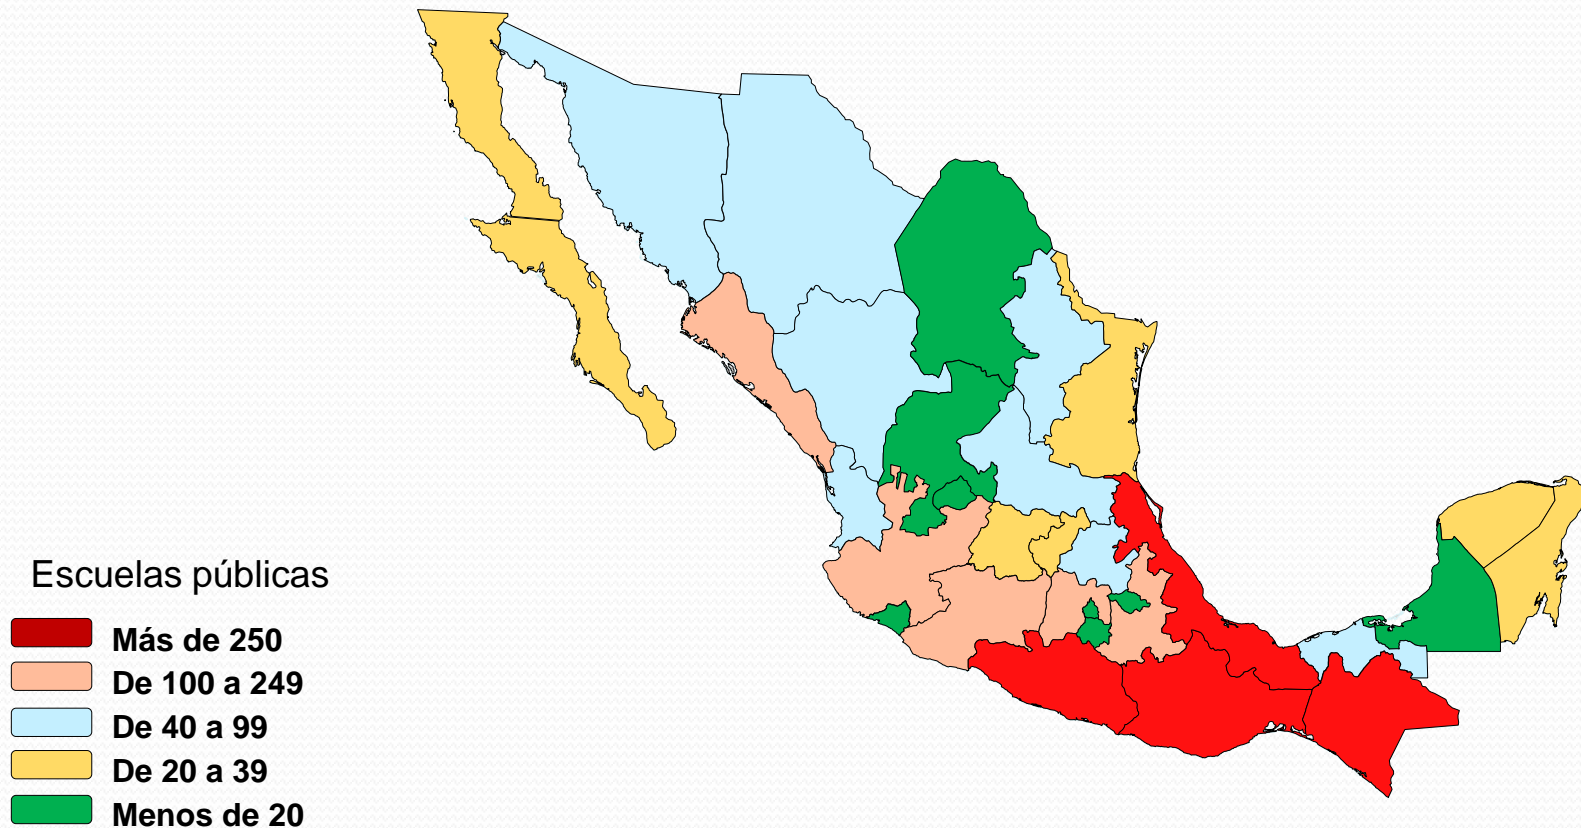 Escuelas públicas
Más de 250
De 100 a 249
De 40 a 99
De 20 a 39
Menos de 20